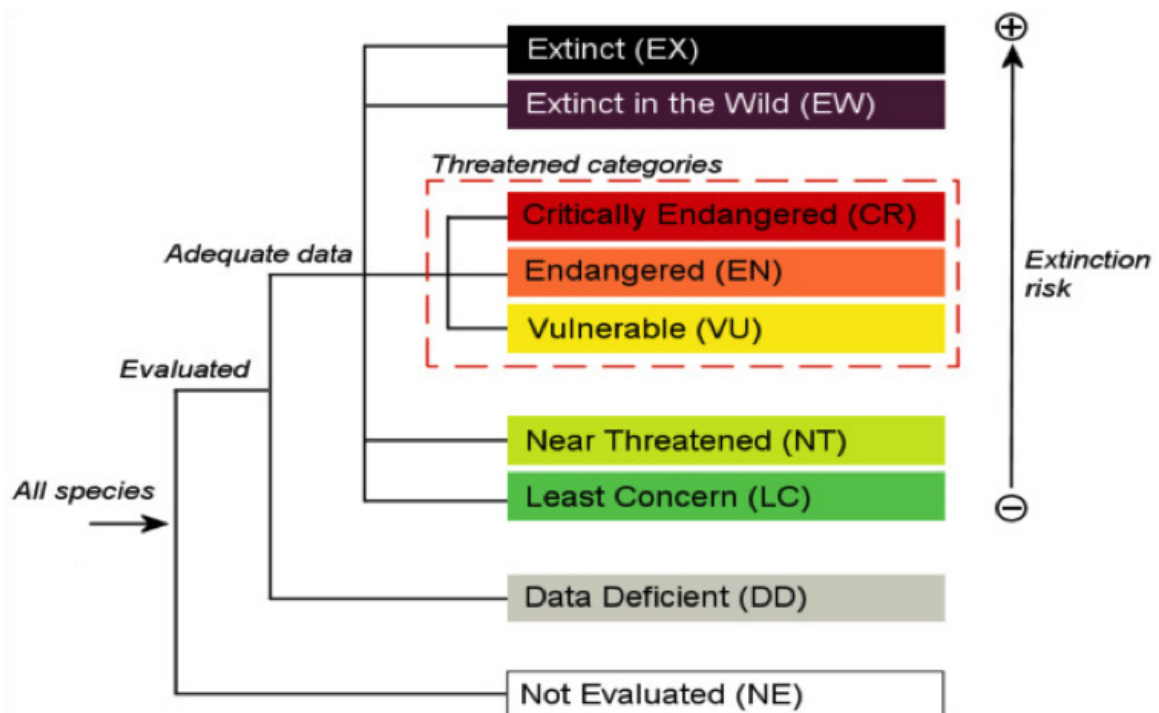 Extinct (EX)
Extinct in the Wild (EW)
Threatened categories
Critically Endangered (CR)
Adequate data
Endangered (EN)
Extinction
risk
Vulnerable (VU)
Evaluated
Near Threatened (NT)
All species
Least Concern (LC)
Data Deficient (DD)
Not Evaluated (NE)